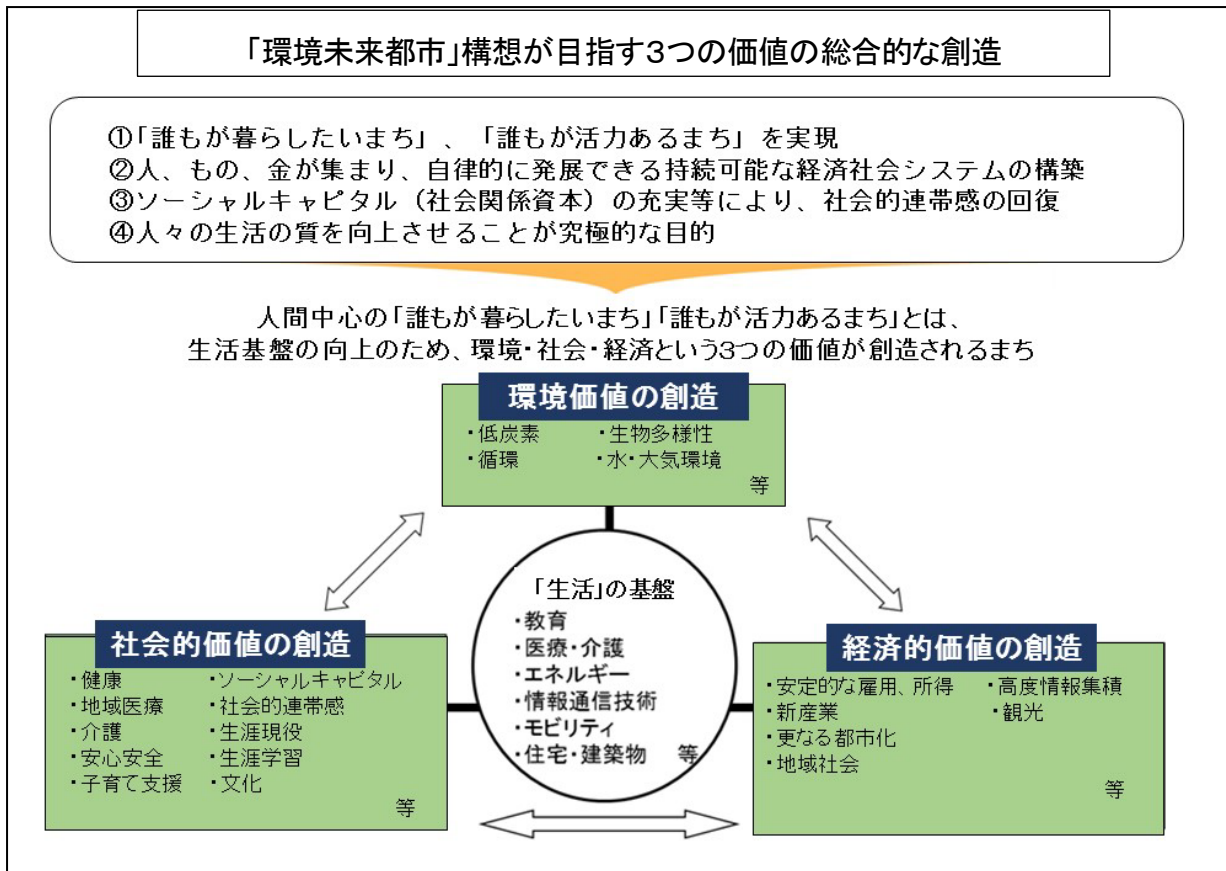 「環境未来都市」構想が目指す3つの価値の総合的な創造
①「誰もが暮らしたいまち」、「誰もが活力あるまち」を実現
②人、もの、金が集まり、自律的に発展できる持続可能な経済社会システムの構築
③ソーシャルキャピタル（社会関係資本）の充実等により、社会的連帯感の回復
④人々の生活の質を向上させることが究極的な目的
人間中心の「誰もが暮らしたいまち」「誰もが活力あるまち」とは、
生活基盤の向上のため、環境・社会・経済という3つの価値が創造されるまち
環境価値の創造
・低炭素 ・生物多様性
・循環 ・水・大気環境
等
「生活」の基盤
・教育
・医療・介護
・エネルギー
・情報通信技術
・モビリティ
・住宅・建築物 等
社会的価値の創造
・健康 ・ソーシャルキャピタル
・地域医療 ・社会的連帯感
・介護 ・生涯現役
・安心安全 ・生涯学習
・子育て支援 ・文化
等
経済的価値の創造
・安定的な雇用、所得 ・高度情報集積
・新産業 ・観光
・更なる都市化
・地域社会
等